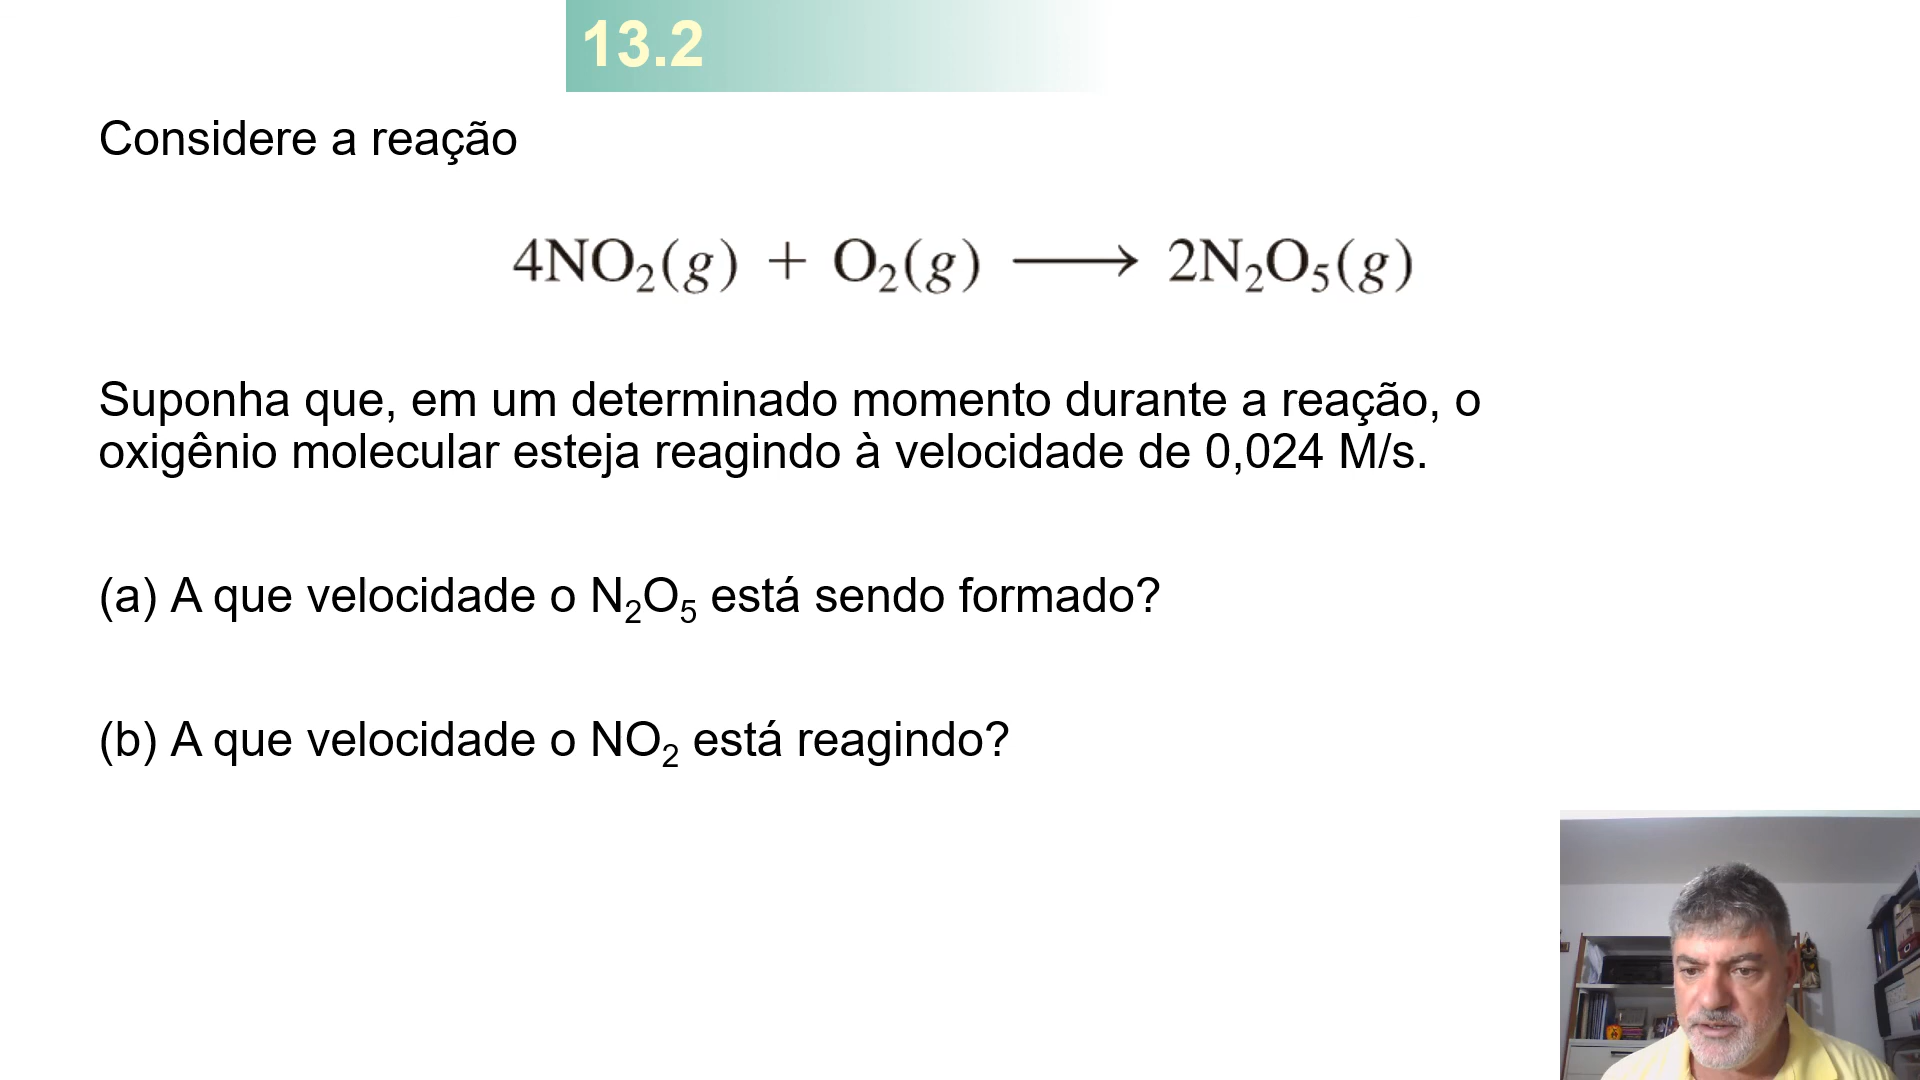 13.2
Considere a reação
4NO₂(g) + O₂(g) ⟶ 2N₂O₅(g)
Suponha que, em um determinado momento durante a reação, o
oxigênio molecular esteja reagindo à velocidade de 0,024 M/s.
(a) A que velocidade o N₂O₅ está sendo formado?
(b) A que velocidade o NO₂ está reagindo?